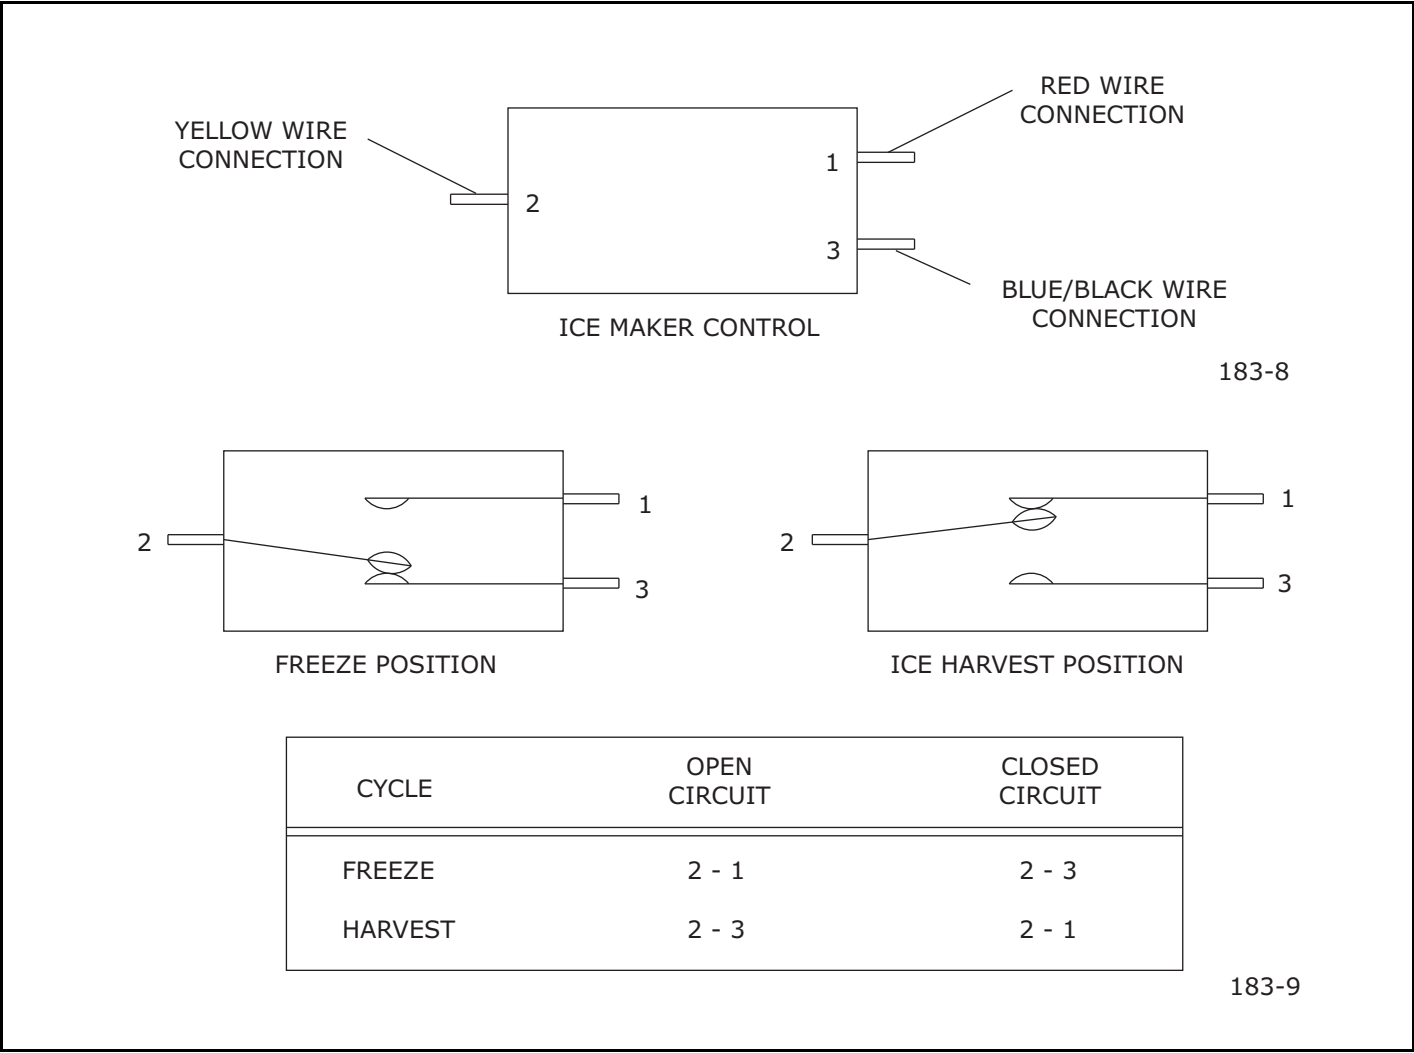 RED WIRE
CONNECTION
YELLOW WIRE
CONNECTION
1
2
3
BLUE/BLACK WIRE
CONNECTION
ICE MAKER CONTROL
183-8
1
2
3
FREEZE POSITION
1
2
3
ICE HARVEST POSITION
CYCLE
OPEN
CIRCUIT
CLOSED
CIRCUIT
FREEZE 2 - 1 2 - 3
HARVEST 2 - 3 2 - 1
183-9